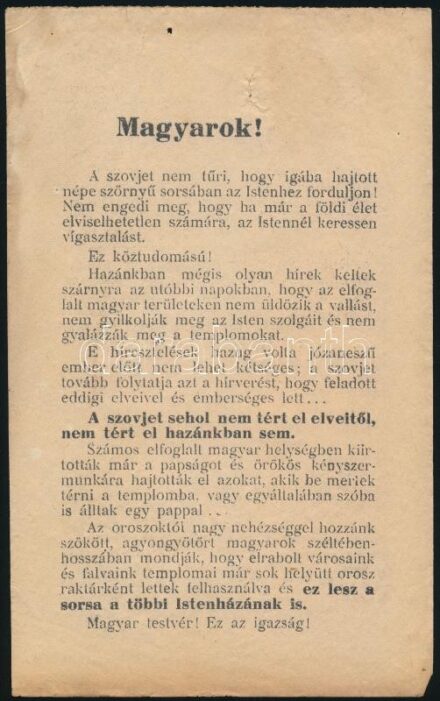 Magyarok!
A szovjet nem tűri, hogy igába hajtott
népe szörnyű sorsában az Istenhez forduljon!
Nem engedi meg, hogy ha már a földi élet
elviselhetetlen számára, az Istennél keressen
vigasztalást.
Ez köztudomású!
Hazánkban mégis olyan hírek keltek
szárnyra az utóbbi napokban, hogy az elfog-
lalt magyar területeken nem üldözik a vallást,
nem gyilkolják meg az Isten szolgáit és nem
gyalázzák meg a templomokat.
E híresztelések hazug volta józaneszű
ember előtt nem lehet kétséges; a szovjet
tovább folytatja azt a hírverést, hogy feladott
eddigi elveivel és emberséges lett...
A szovjet sehol nem tért el elveitől,
nem tért el hazánkban sem.
Számos elfoglalt magyar helységben kiir-
tották már a papságot és örökös kényszer-
munkára hajtották el azokat, akik be mertek
térni a templomba, vagy egyáltalában szóba
is álltak egy pappal...
Az oroszoktól nagy nehézséggel hozzánk
szökött, agyongyötört magyarok széltében-
hosszában mondják, hogy elrabolt városaink
és falvaink templomai már sok helyütt orosz
raktárként lettek felhasználva és ez lesz a
sorsa a többi Istenházának is.
Magyar testvér! Ez az igazság!
darabanth